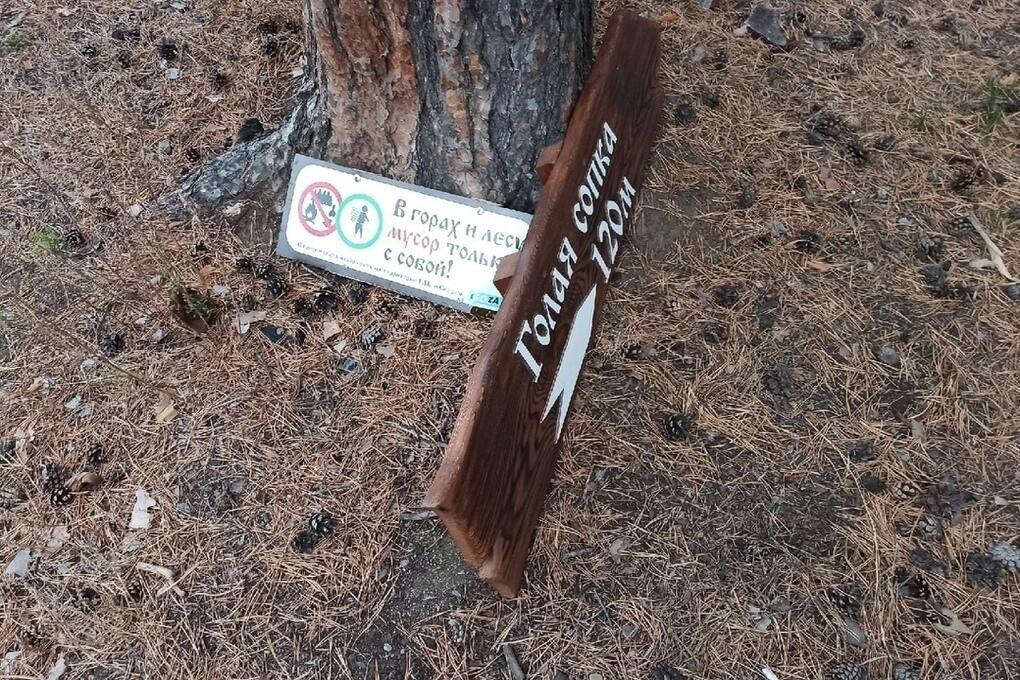 В горах и лесу
мусор только
с собой!
Голая сопка
120м